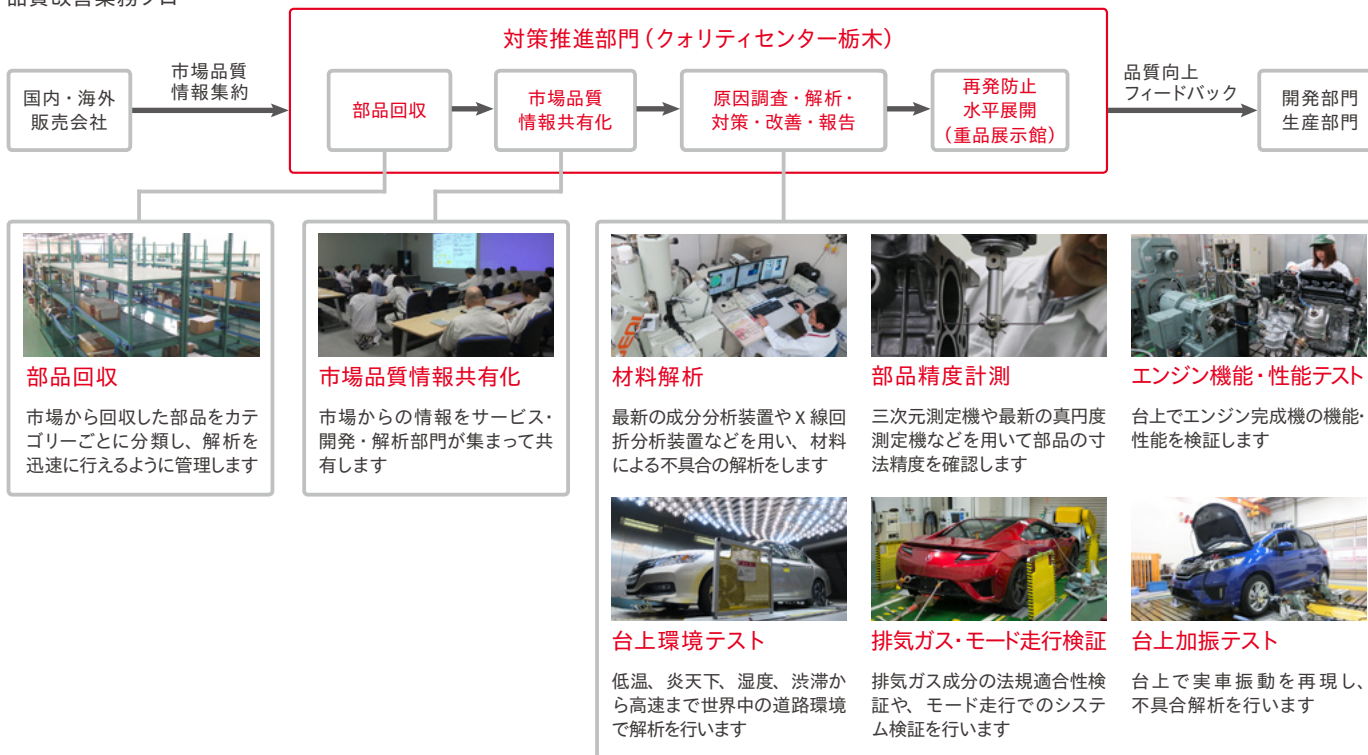 対策推進部門(クォリティセンター栃木)
国内・海外
販売会社
市場品質
情報集約
部品回収
市場品質
情報共有化
原因調査・解析・
対策・改善・報告
再発防止
水平展開
(重品展示館)
品質向上
フィードバック
開発部門
生産部門
部品回収
市場から回収した部品をカテ
ゴリーごとに分類し、解析を
迅速に行えるように管理します
市場品質情報共有化
市場からの情報をサービス・
開発・解析部門が集まって共
有します
材料解析
最新の成分分析装置や X 線回
折分析装置などを用い、材料
による不具合の解析をします
部品精度計測
三次元測定機や最新の真円度
測定機などを用いて部品の寸
法精度を確認します
エンジン機能・性能テスト
台上でエンジン完成機の機能・
性能を検証します
台上環境テスト
低温、炎天下、湿度、渋滞か
ら高速まで世界中の道路環境
で解析を行います
排気ガス・モード走行検証
排気ガス成分の法規適合性検
証や、モード走行でのシステ
ム検証を行います
台上加振テスト
台上で実車振動を再現し、
不具合解析を行います